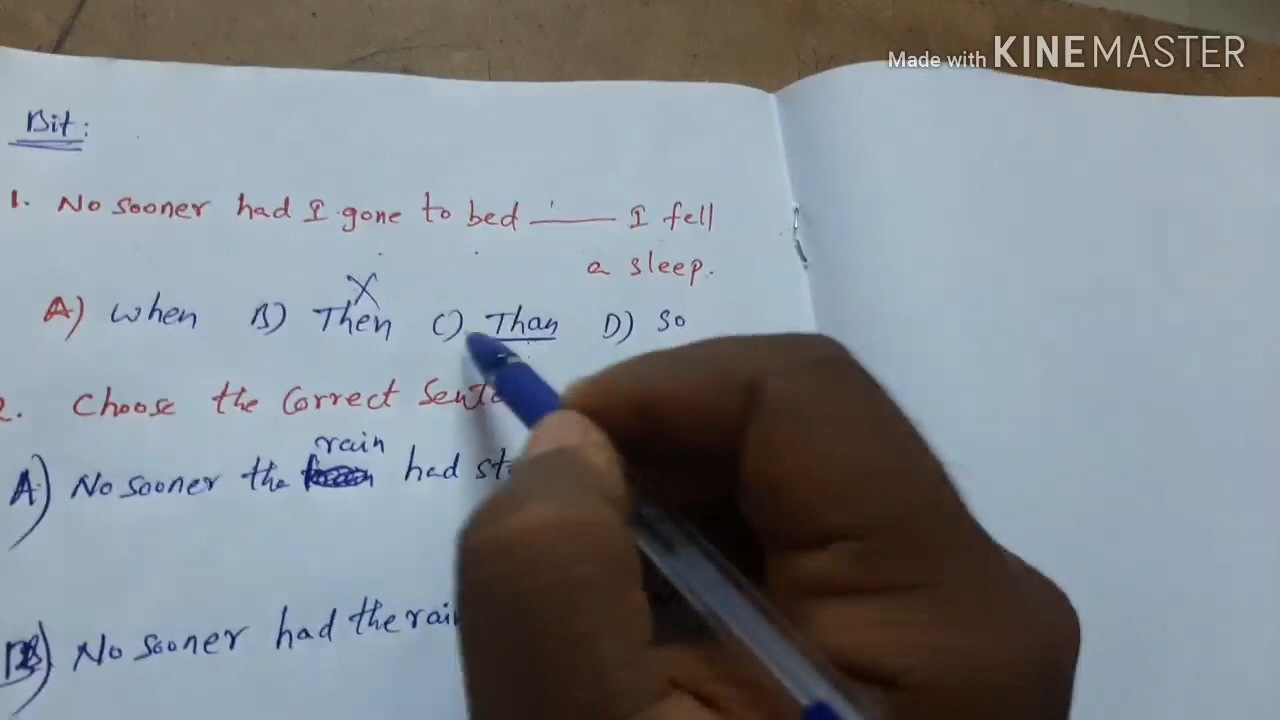 Made with KINEMASTER
Bit:
1. No sooner had I gone to bed ____ I fell
a sleep.
X
A) when B) Then C) Than D) so
2. Choose the Correct
rain
A) No sooner the had
B) No sooner had the